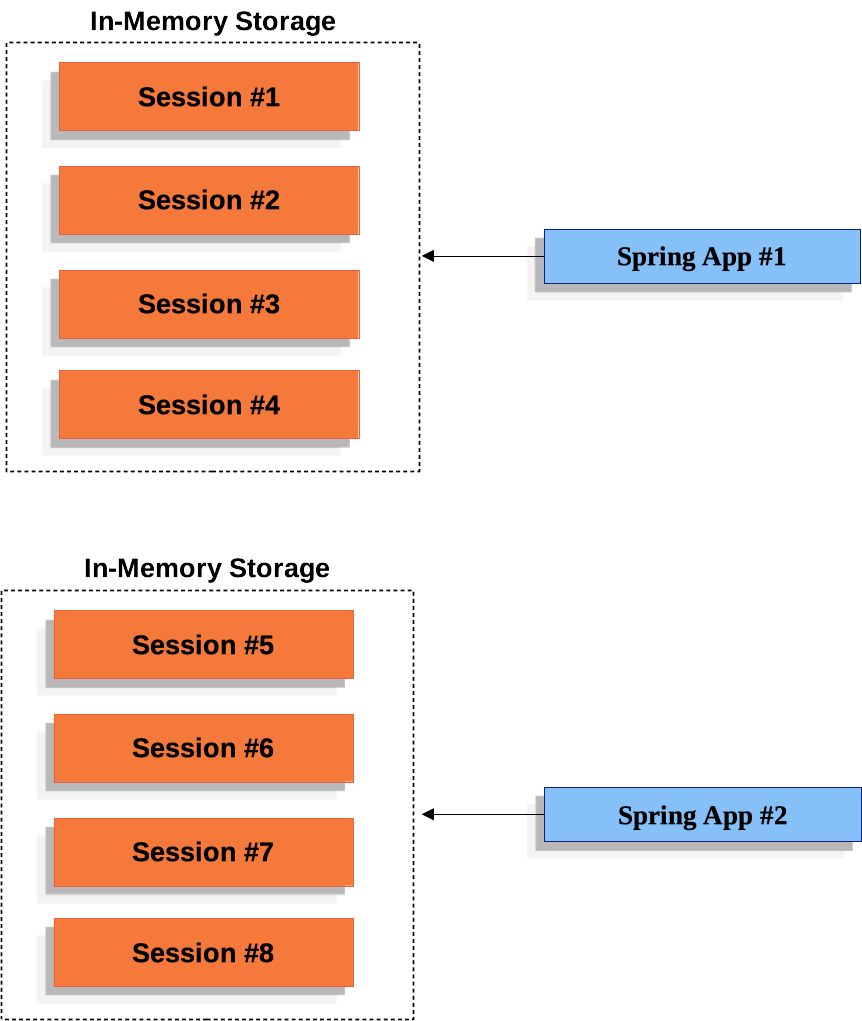 In-Memory Storage
Session #1
Session #2
Session #3
Session #4
Spring App #1
In-Memory Storage
Session #5
Session #6
Session #7
Session #8
Spring App #2